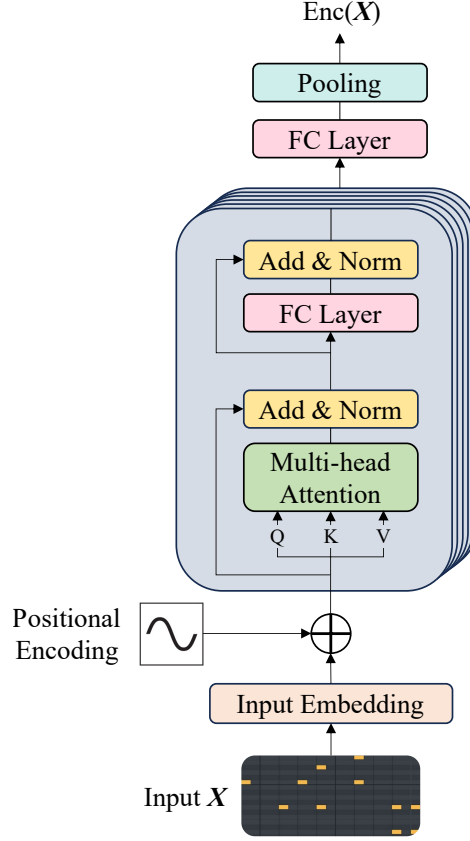 Enc(X)
Pooling
FC Layer
Add & Norm
FC Layer
Add & Norm
Multi-head
Attention
Q K V
Positional
Encoding
Input Embedding
Input X